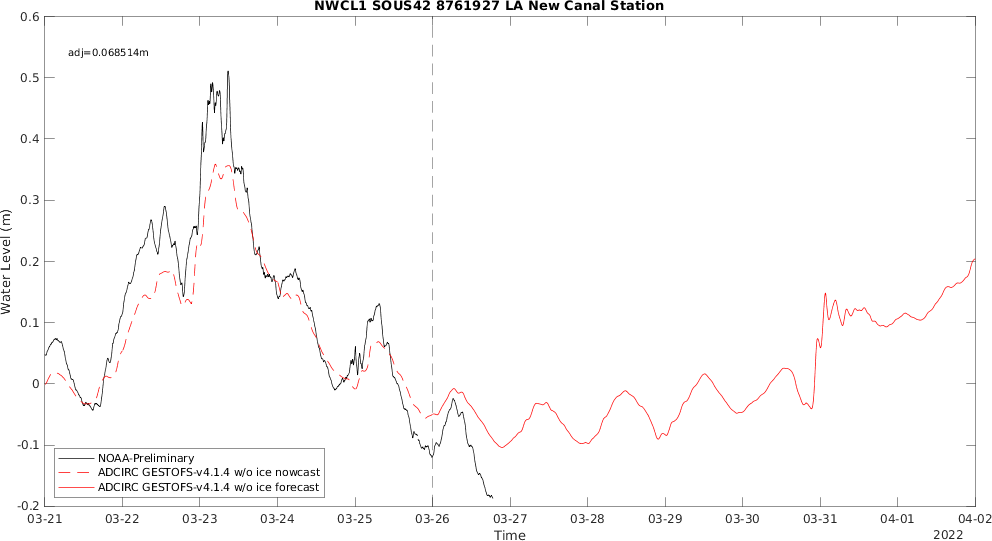 NWCL1 SOUS42 8761927 LA New Canal Station
adj=0.068514m
Water Level (m)
0.6
0.5
0.4
0.3
0.2
0.1
0
-0.1
-0.2
NOAA-Preliminary
ADCIRC GESTOFS-v4.1.4 w/o ice nowcast
ADCIRC GESTOFS-v4.1.4 w/o ice forecast
03-21 03-22 03-23 03-24 03-25 03-26 03-27 03-28 03-29 03-30 03-31 04-01 04-02
Time
2022